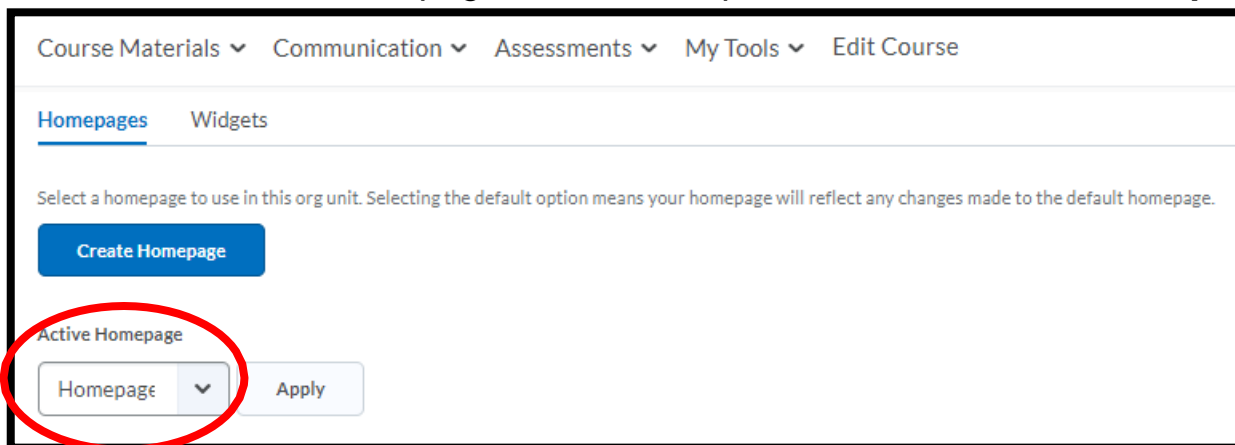 Course Materials Communication Assessments My Tools Edit Course
Homepages Widgets
Select a homepage to use in this org unit. Selecting the default option means your homepage will reflect any changes made to the default homepage.
Create Homepage
Active Homepage
Homepage Apply